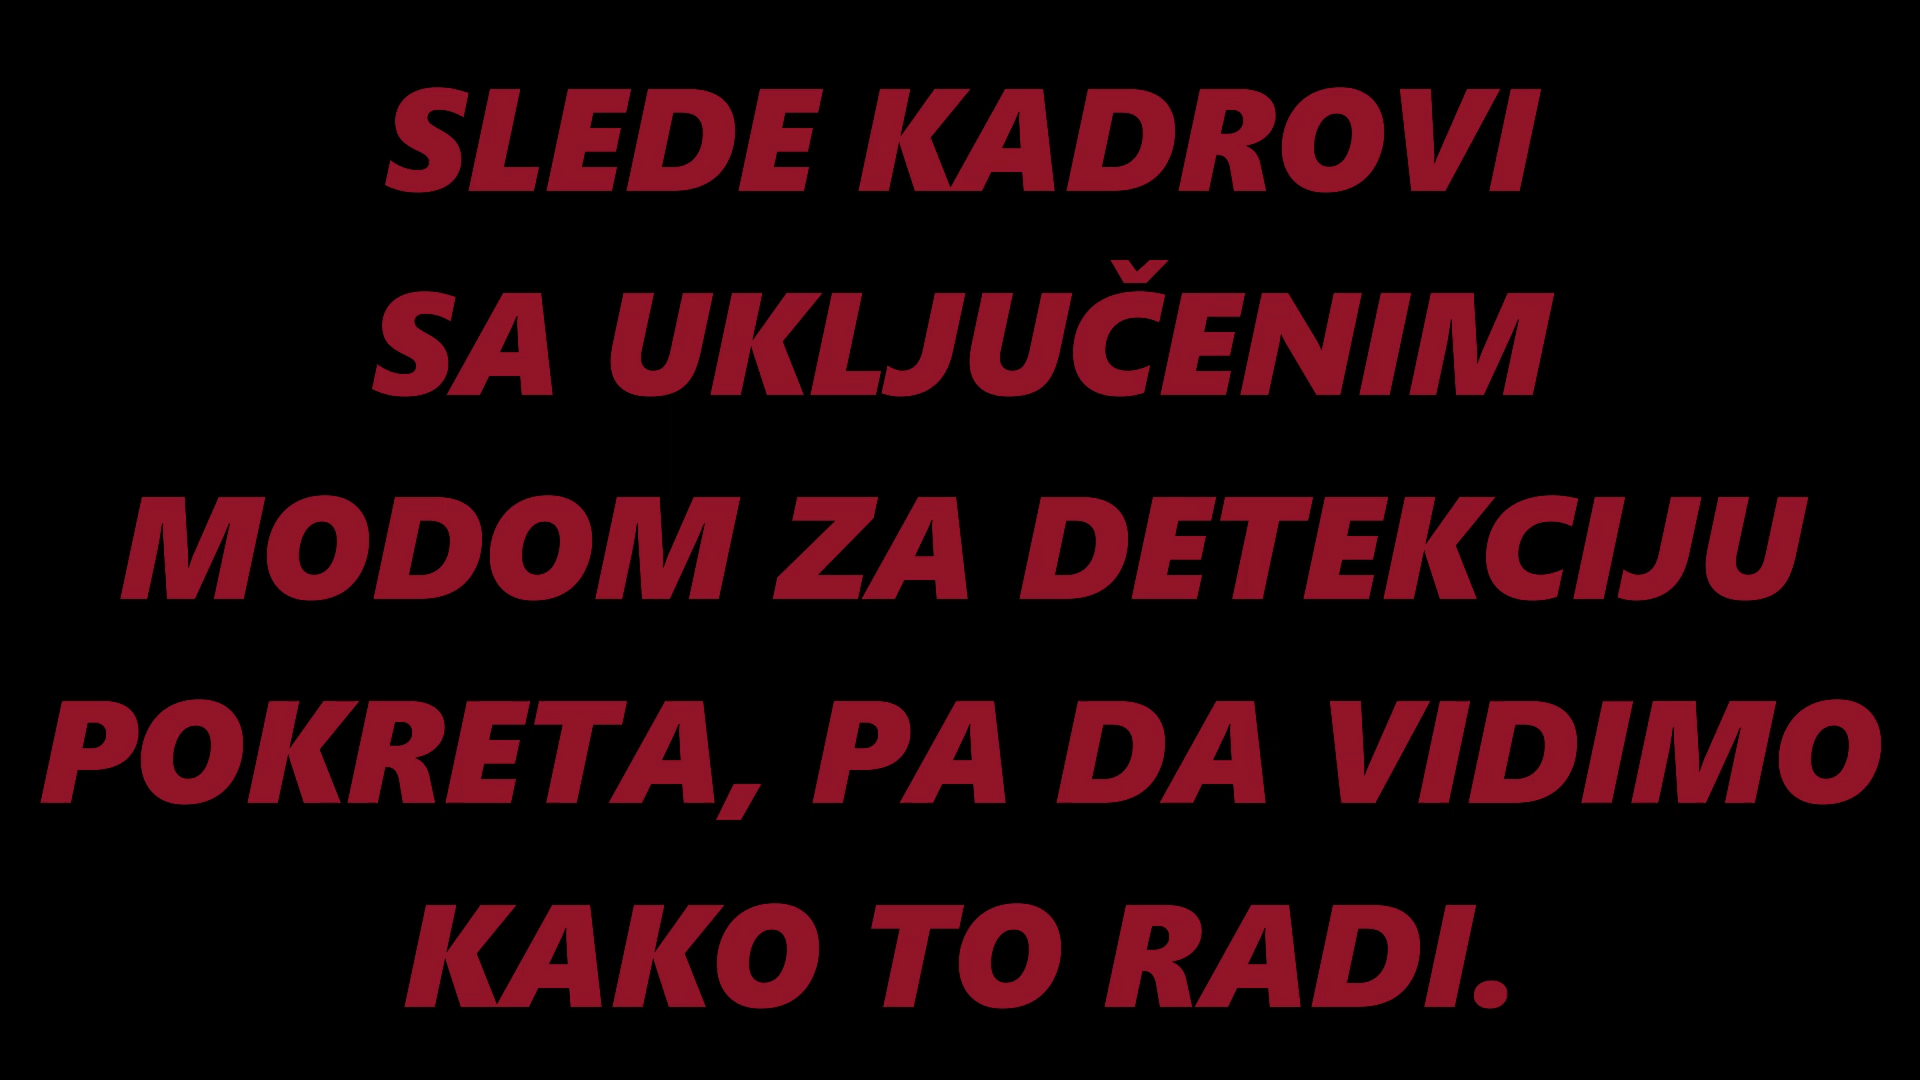 SLEDE KADROVI
SA UKLJUČENIM
MODOM ZA DETEKCIJU
POKRETA, PA DA VIDIMO
KAKO TO RADI.